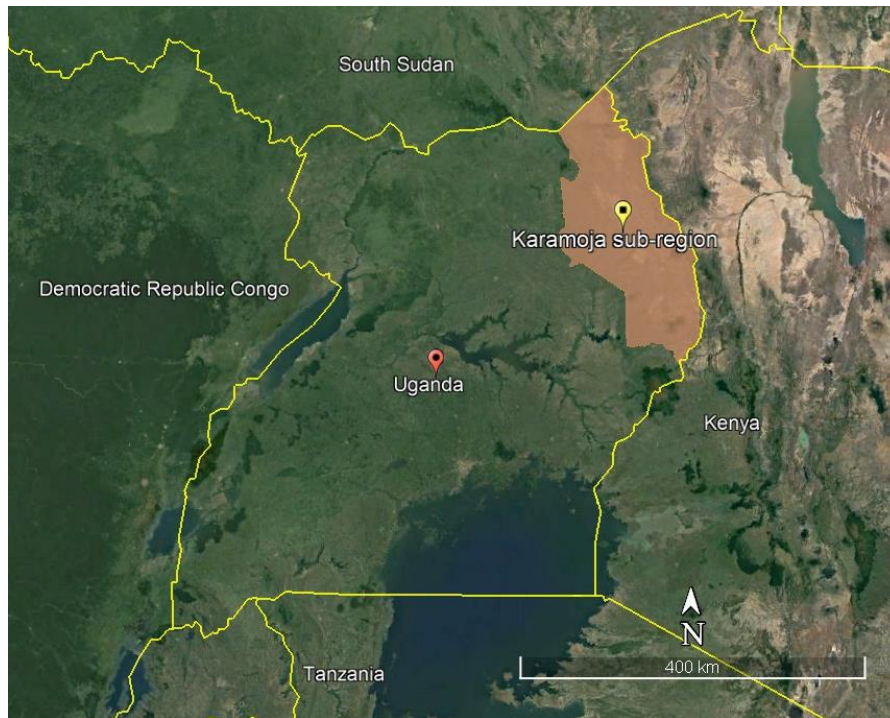 South Sudan
Karamoja sub-region
Democratic Republic Congo
Uganda
Kenya
N
400 km
Tanzania